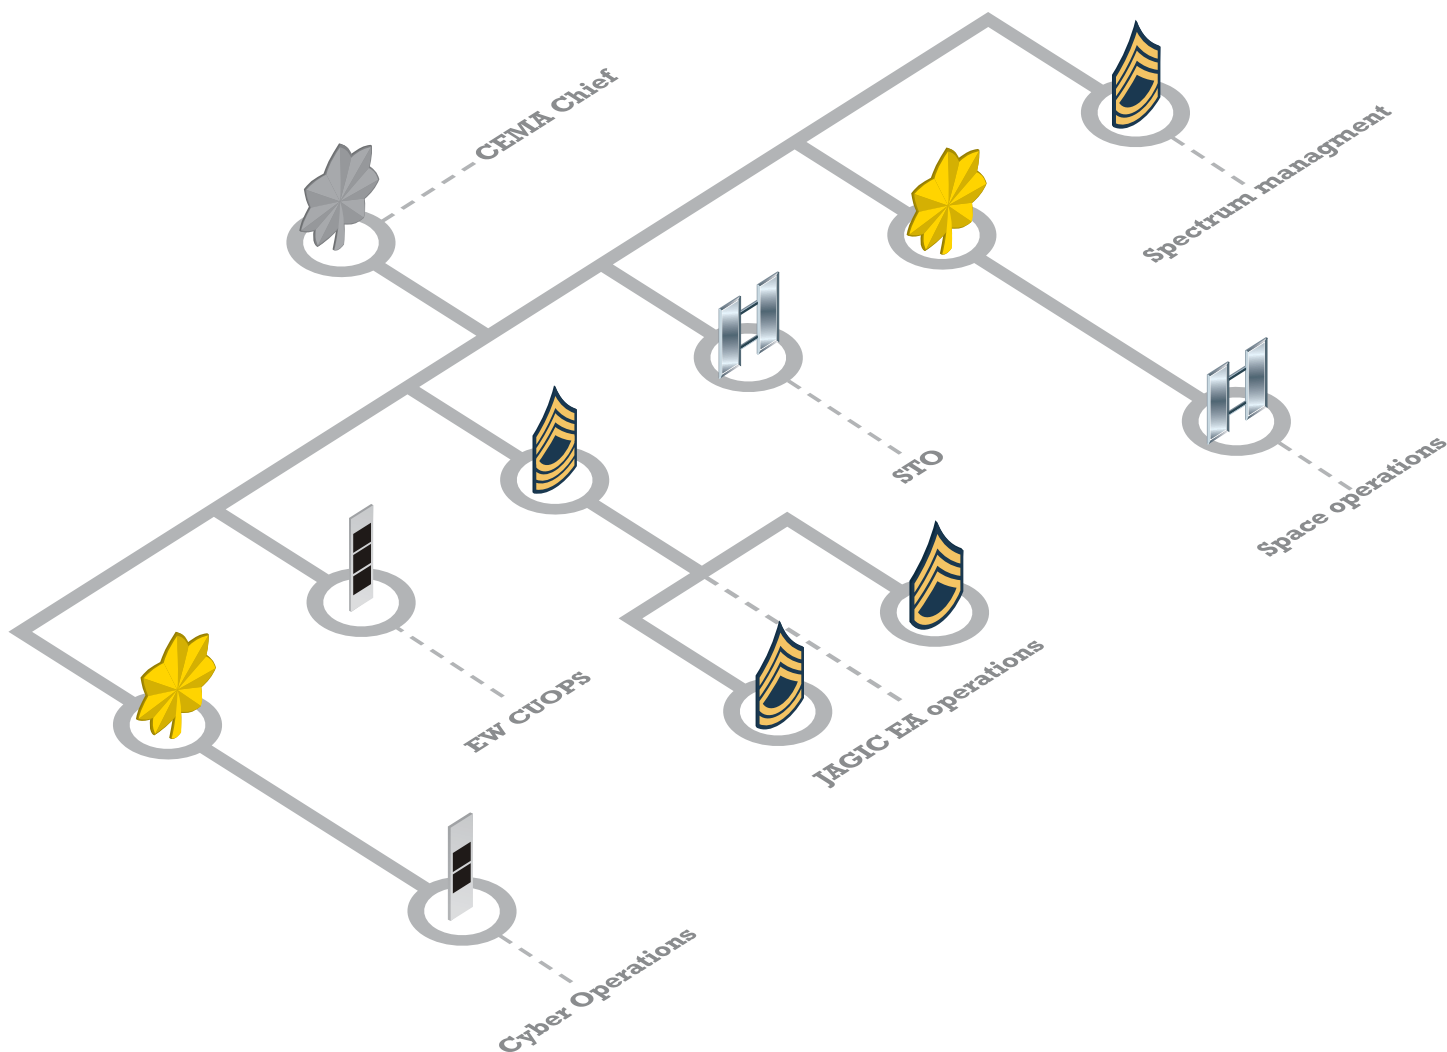 CEMA Chief
Spectrum managment
STO
Space operations
EW CUOPS
JAGIC EA operations
Cyber Operations